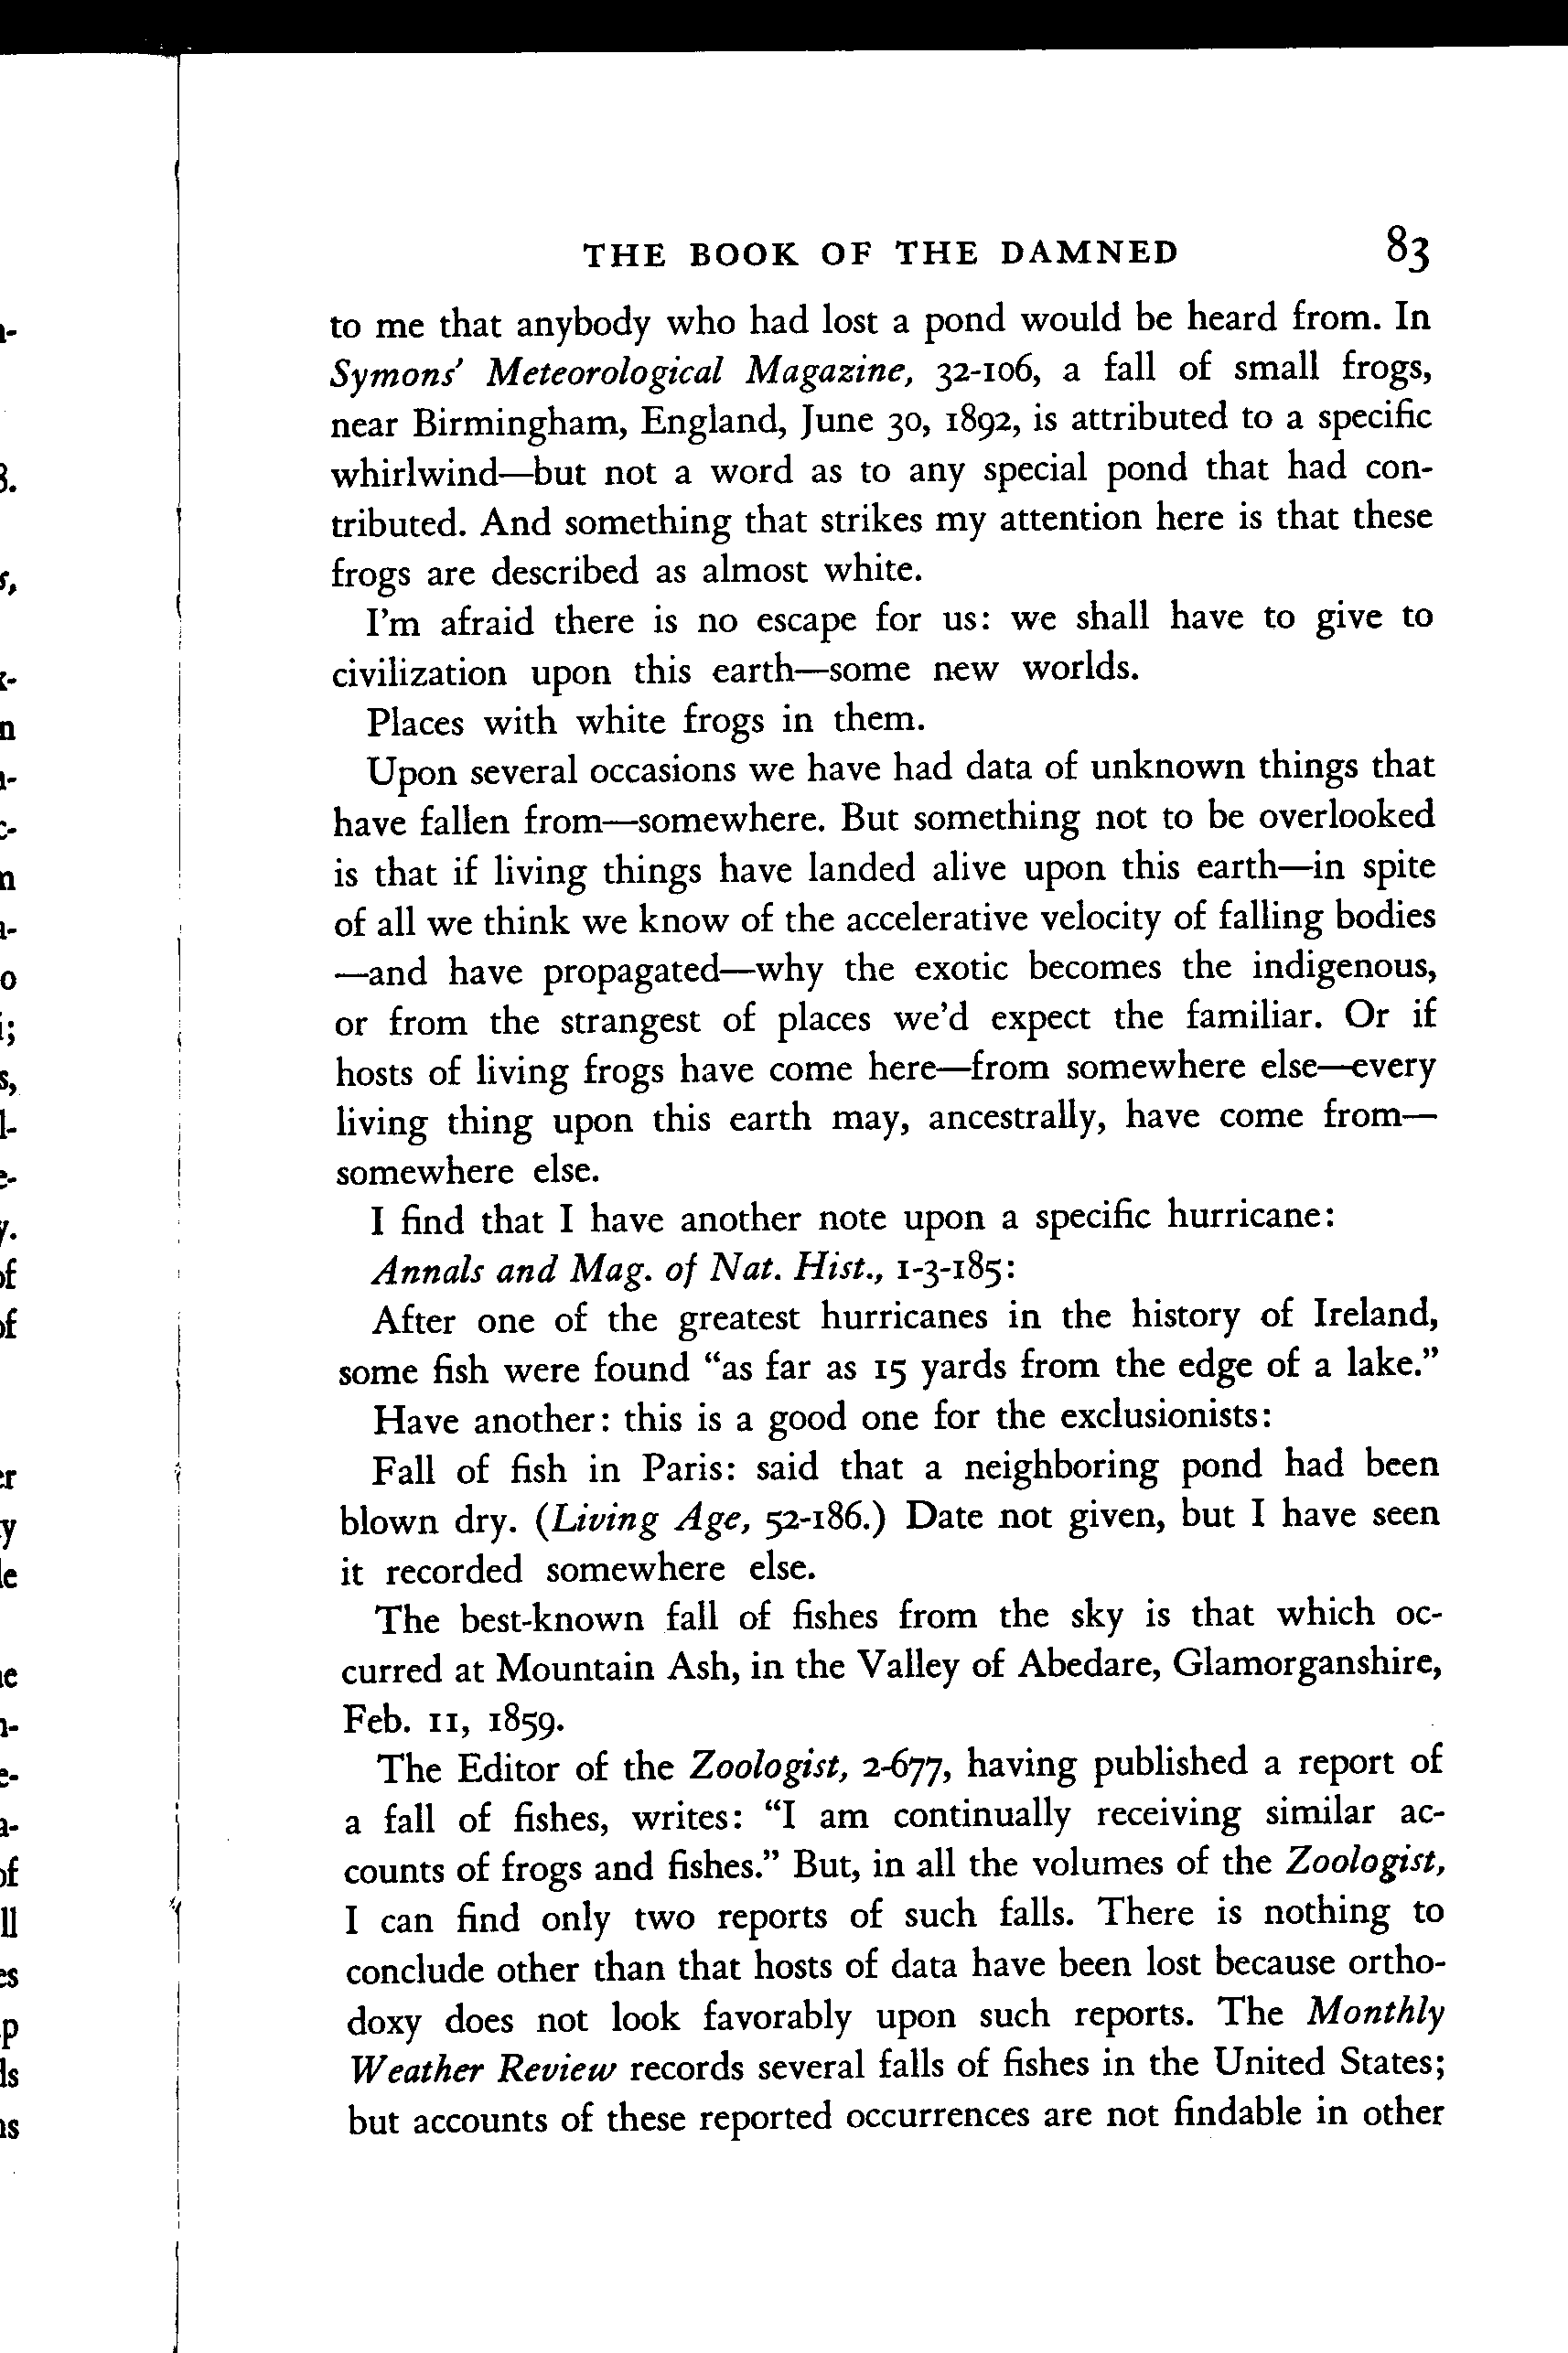 THE BOOK OF THE DAMNED 83
to me that anybody who had lost a pond would be heard from. In
Symons' Meteorological Magazine, 32-106, a fall of small frogs,
near Birmingham, England, June 30, 1892, is attributed to a specific
whirlwind—but not a word as to any special pond that had con-
tributed. And something that strikes my attention here is that these
frogs are described as almost white.
I'm afraid there is no escape for us: we shall have to give to
civilization upon this earth—some new worlds.
Places with white frogs in them.
Upon several occasions we have had data of unknown things that
have fallen from—somewhere. But something not to be overlooked
is that if living things have landed alive upon this earth—in spite
of all we think we know of the accelerative velocity of falling bodies
—and have propagated—why the exotic becomes the indigenous,
or from the strangest of places we'd expect the familiar. Or if
hosts of living frogs have come here—from somewhere else—every
living thing upon this earth may, ancestrally, have come from—
somewhere else.
I find that I have another note upon a specific hurricane:
Annals and Mag. of Nat. Hist., 1-3-185:
After one of the greatest hurricanes in the history of Ireland,
some fish were found "as far as 15 yards from the edge of a lake."
Have another: this is a good one for the exclusionists:
Fall of fish in Paris: said that a neighboring pond had been
blown dry. (Living Age, 52-186.) Date not given, but I have seen
it recorded somewhere else.
The best-known fall of fishes from the sky is that which oc-
curred at Mountain Ash, in the Valley of Abedare, Glamorganshire,
Feb. 11, 1859.
The Editor of the Zoologist, 2-677, having published a report of
a fall of fishes, writes: "I am continually receiving similar ac-
counts of frogs and fishes." But, in all the volumes of the Zoologist,
I can find only two reports of such falls. There is nothing to
conclude other than that hosts of data have been lost because ortho-
doxy does not look favorably upon such reports. The Monthly
Weather Review records several falls of fishes in the United States;
but accounts of these reported occurrences are not findable in other